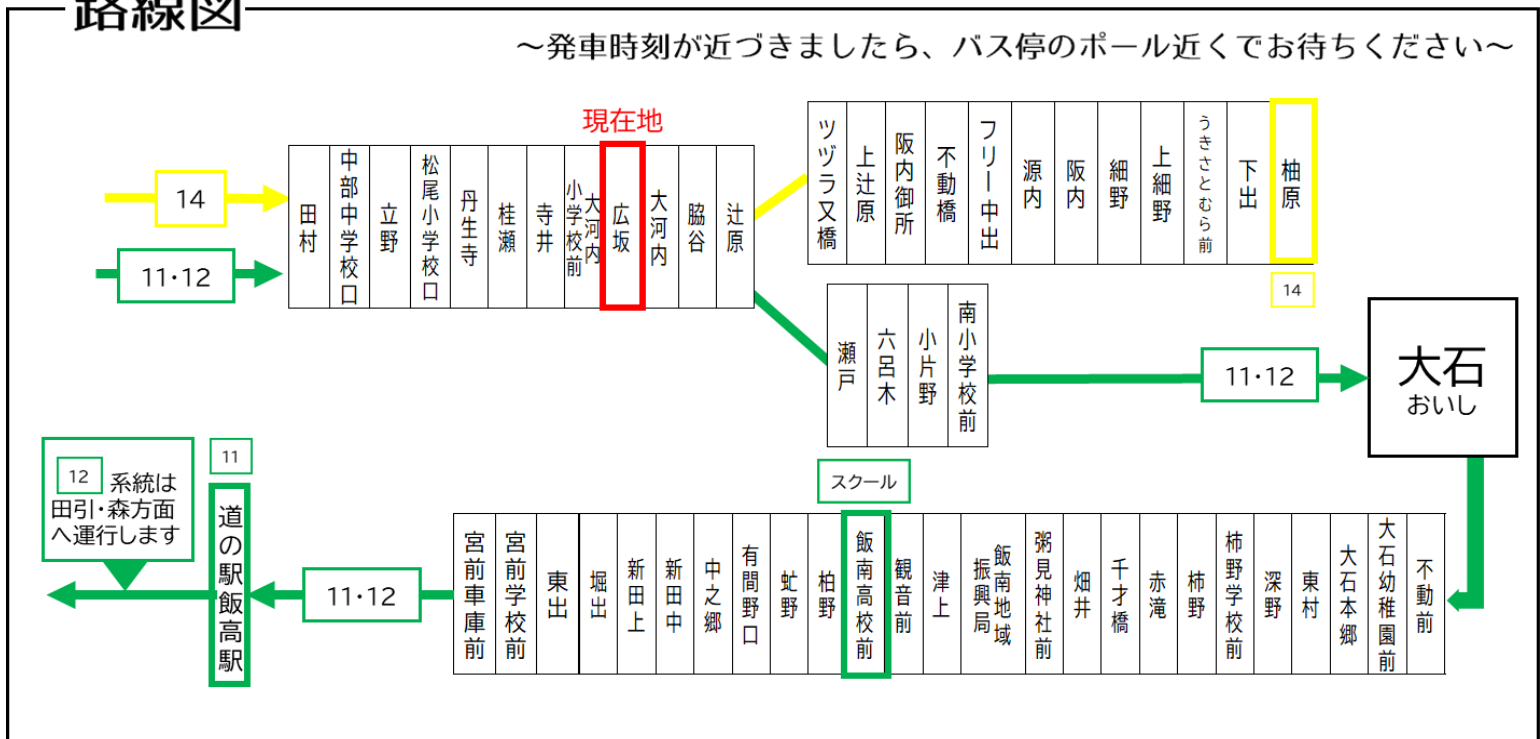 路線図
～発車時刻が近づきましたら、バス停のポール近くでお待ちください～
現在地
14
11・12
田村
中部中学校口
立野
松尾小学校口
丹生寺
桂瀬
寺井
大河内
小学校前
広坂
大河内
脇谷
辻原
ツヅラ又橋
上辻原
阪内御所
不動橋
フリー中出
源内
阪内
細野
上細野
うきさとむら前
下出
柚原
14
瀬戸
六呂木
小片野
南小学校前
11・12
大石
おいし
不動前
大石幼稚園前
大石本郷
東村
深野
柿野学校前
柿野
赤滝
千才橋
畑井
粥見神社前
飯南地域
振興局
津上
観音前
スクール
飯南高校前
柏野
虻野
有間野口
中之郷
新田中
新田上
堀出
東出
宮前学校前
宮前車庫前
11・12
11
道の駅飯高駅
12 系統は
田引・森方面
へ運行します